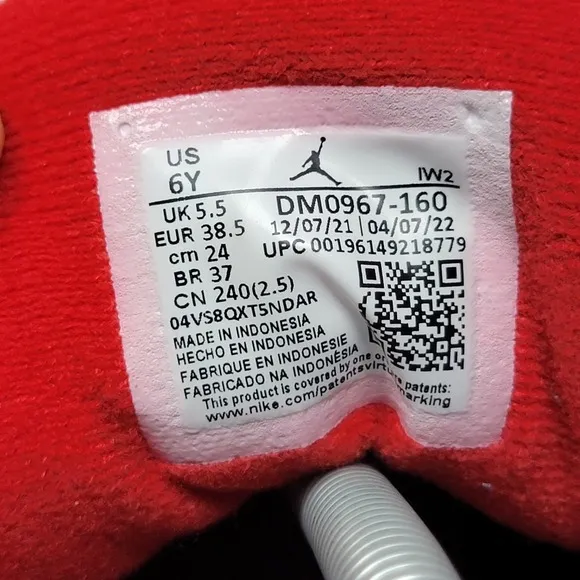 US
6Y
IW2
UK 5.5
EUR 38.5
cm 24
BR 37
CN 240(2.5)
DM0967-160
12/07/21 | 04/07/22
UPC 00196149218779
04VS8QXT5NDAR
MADE IN INDONESIA
HECHO EN INDONESIA
FABRIQUE EN INDONESIE
FABRICADO NA INDONESIA
This product is covered by one or patents:
www.nike.com/patentsvirtu marking